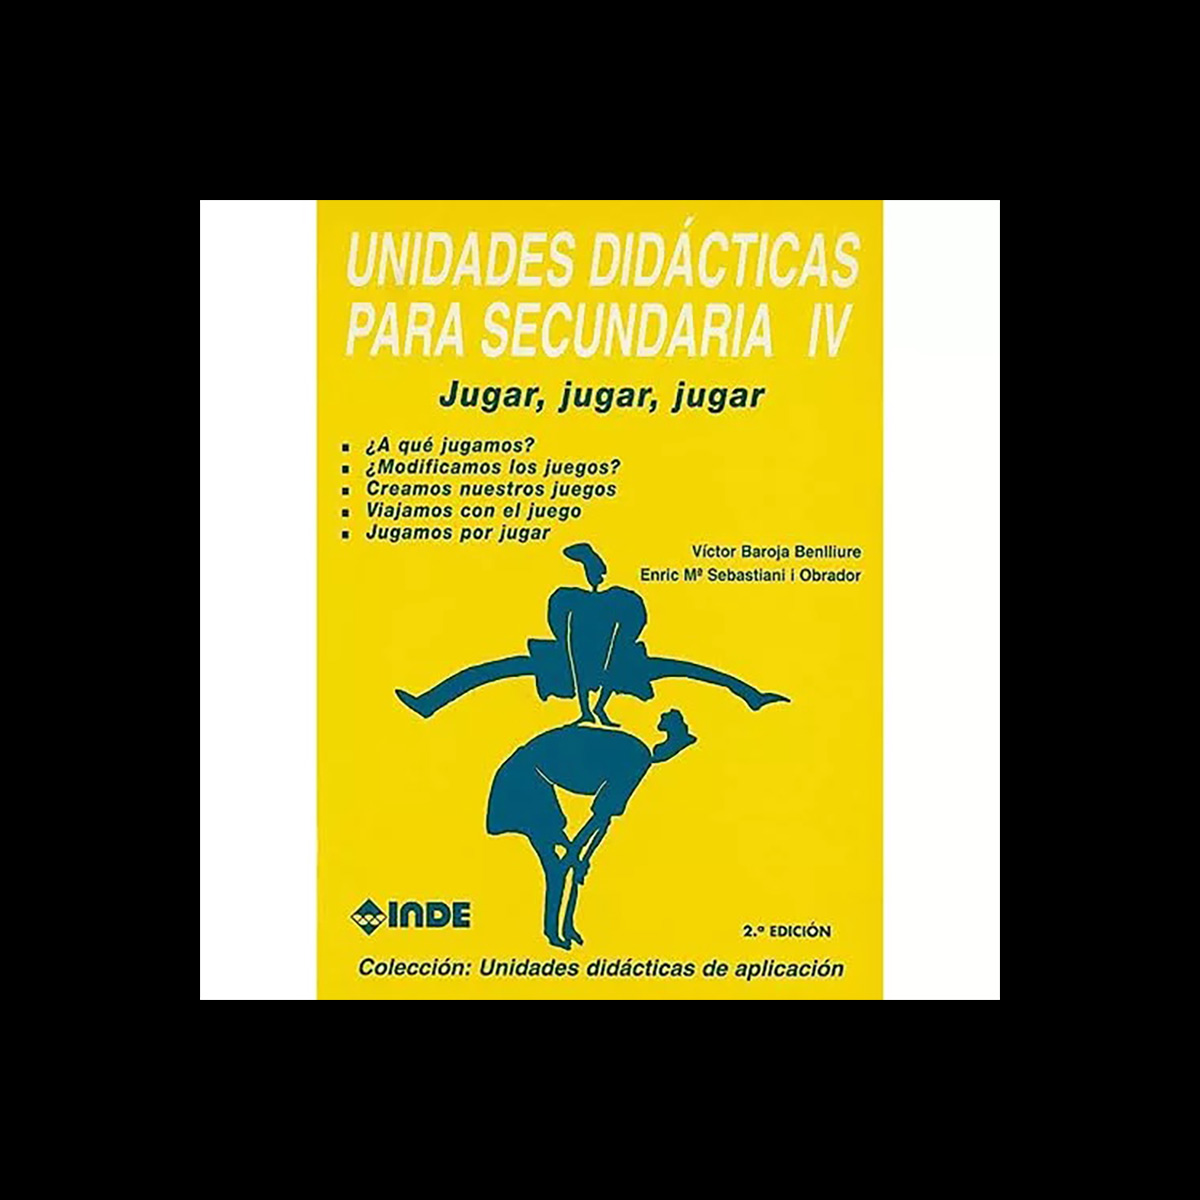 UNIDADES DIDÁCTICAS
PARA SECUNDARIA IV
Jugar, jugar, jugar
▪ ¿A qué jugamos?
▪ ¿Modificamos los juegos?
▪ Creamos nuestros juegos
▪ Viajamos con el juego
▪ Jugamos por jugar
Víctor Baroja Benlliure
Enric Mª Sebastiani i Obrador
INDE
2.ª EDICIÓN
Colección: Unidades didácticas de aplicación